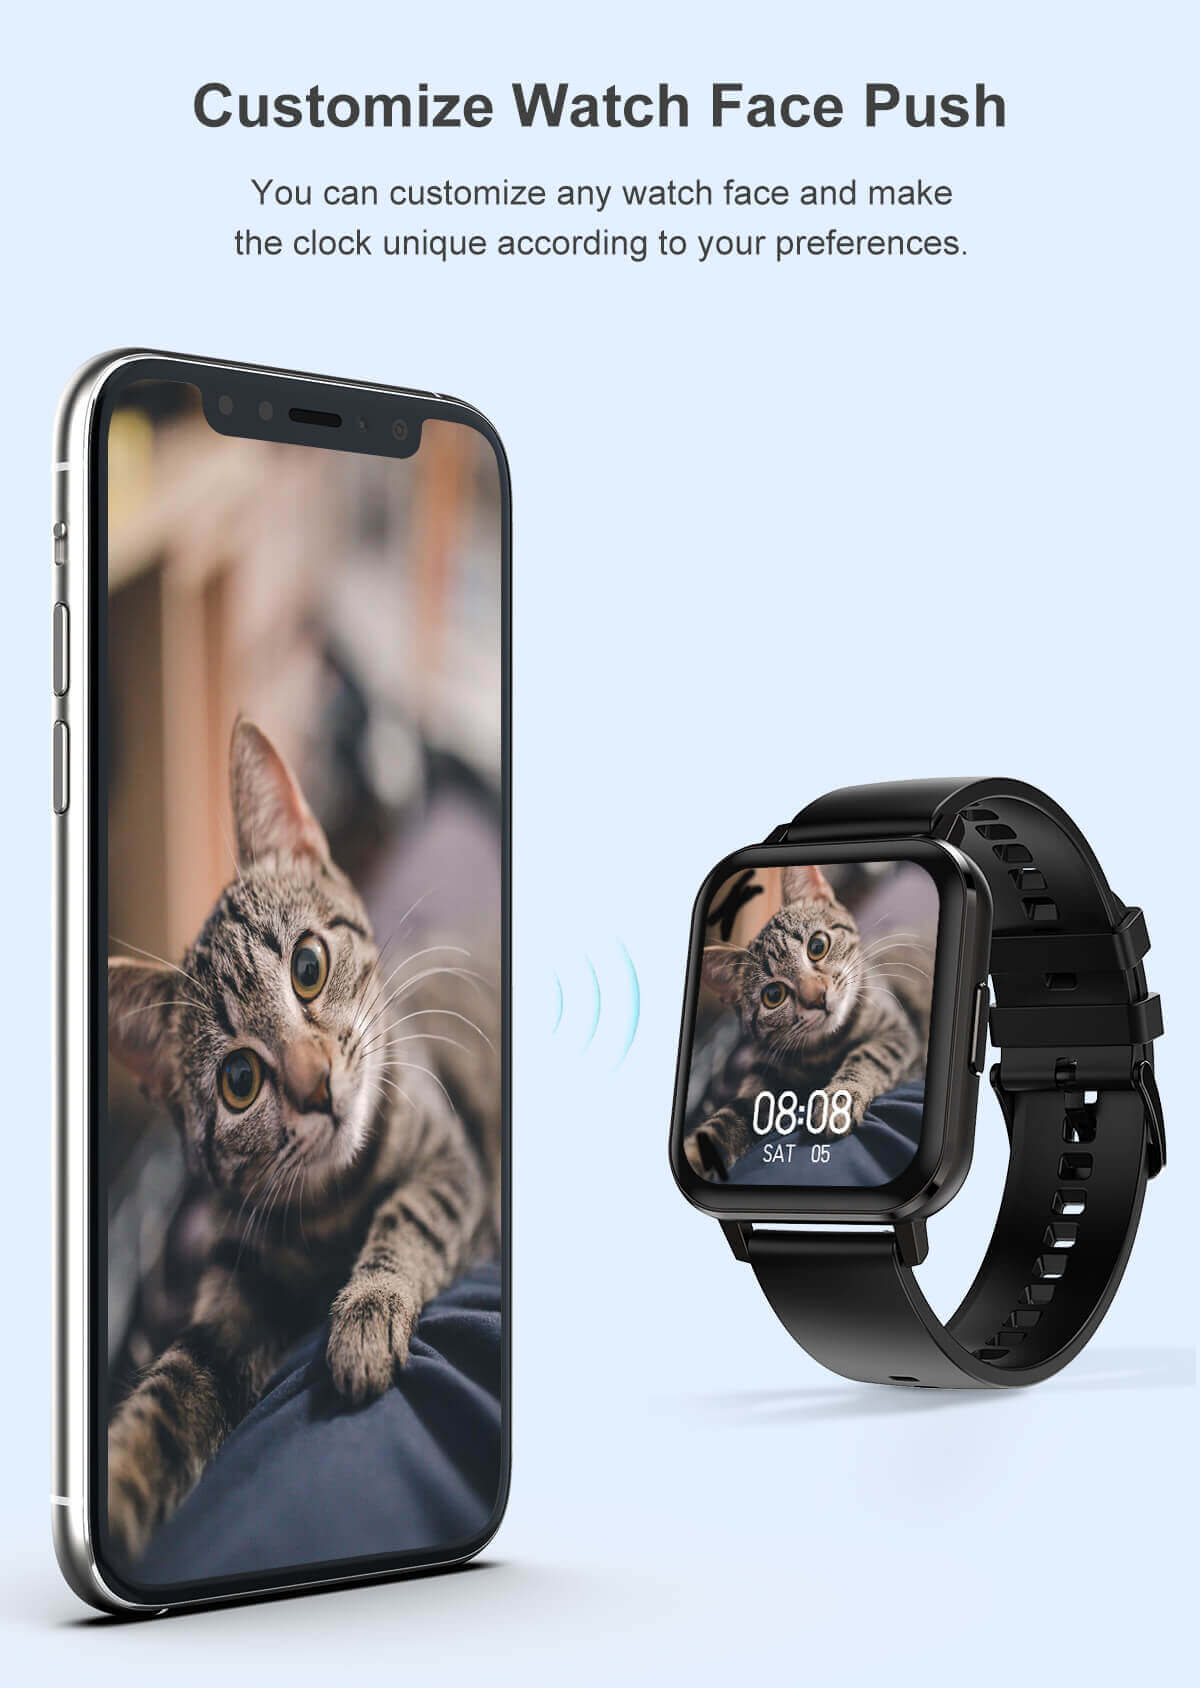 Customize Watch Face Push
You can customize any watch face and make
the clock unique according to your preferences.
08:08
SAT 05